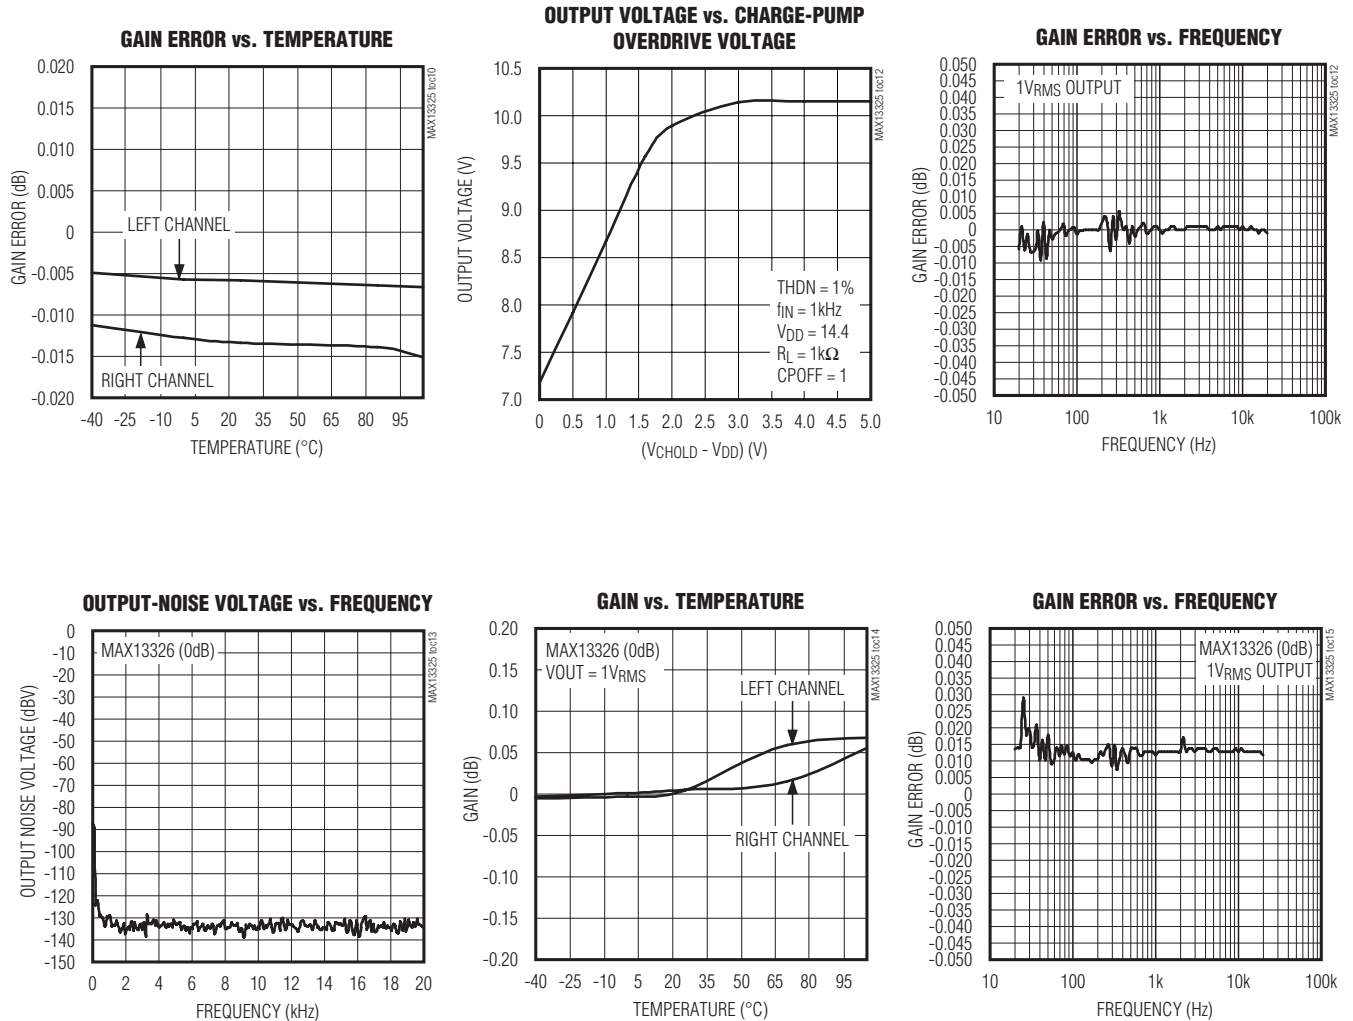 GAIN ERROR vs. TEMPERATURE
0.020
0.015
0.010
0.005
0
-0.005
-0.010
-0.015
-0.020
GAIN ERROR (dB)
LEFT CHANNEL
RIGHT CHANNEL
MAX13325 toc10
-40 -25 -10 5 20 35 50 65 80 95
TEMPERATURE (°C)
OUTPUT VOLTAGE vs. CHARGE-PUMP
OVERDRIVE VOLTAGE
10.5
10.0
9.5
9.0
8.5
8.0
7.5
7.0
OUTPUT VOLTAGE (V)
THDN = 1%
fIN = 1kHz
VDD = 14.4
RL = 1kΩ
CPOFF = 1
MAX13325 toc12
0 0.5 1.0 1.5 2.0 2.5 3.0 3.5 4.0 4.5 5.0
(VCHOLD - VDD) (V)
GAIN ERROR vs. FREQUENCY
0.050
0.045
0.040
0.035
0.030
0.025
0.020
0.015
0.010
0.005
0
-0.005
-0.010
-0.015
-0.020
-0.025
-0.030
-0.035
-0.040
-0.045
-0.050
GAIN ERROR (dB)
1VRMS OUTPUT
MAX13325 toc12
10 100 1k 10k 100k
FREQUENCY (Hz)
OUTPUT-NOISE VOLTAGE vs. FREQUENCY
0
-10
-20
-30
-40
-50
-60
-70
-80
-90
-100
-110
-120
-130
-140
-150
OUTPUT NOISE VOLTAGE (dBV)
MAX13326 (0dB)
MAX13325 toc13
0 2 4 6 8 10 12 14 16 18 20
FREQUENCY (kHz)
GAIN vs. TEMPERATURE
0.20
0.15
0.10
0.05
0
-0.05
-0.10
-0.15
-0.20
GAIN (dB)
MAX13326 (0dB)
VOUT = 1VRMS
LEFT CHANNEL
RIGHT CHANNEL
MAX13325 toc14
-40 -25 -10 5 20 35 50 65 80 95
TEMPERATURE (°C)
GAIN ERROR vs. FREQUENCY
0.050
0.045
0.040
0.035
0.030
0.025
0.020
0.015
0.010
0.005
0
-0.005
-0.010
-0.015
-0.020
-0.025
-0.030
-0.035
-0.040
-0.045
-0.050
GAIN ERROR (dB)
MAX13326 (0dB)
1VRMS OUTPUT
MAX13325 toc15
10 100 1k 10k 100k
FREQUENCY (Hz)